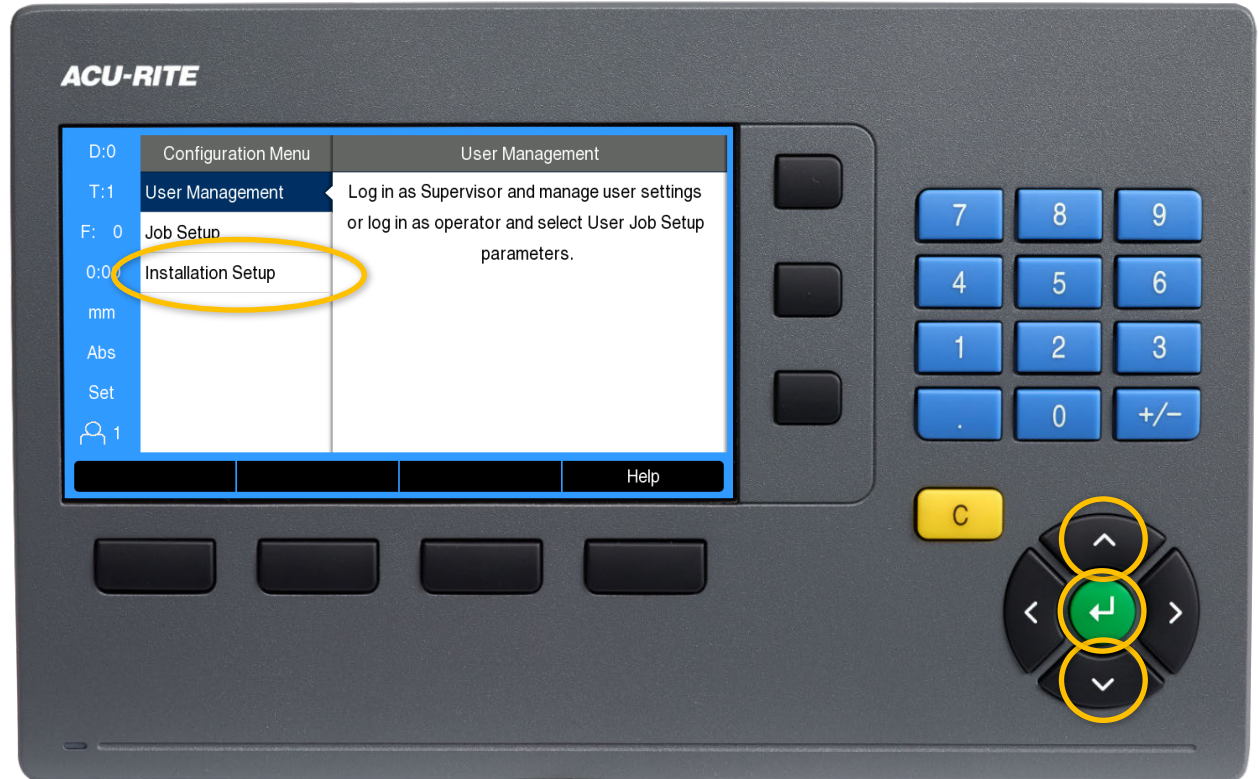 ACU-RITE
D:0
T:1
F: 0
0:00
mm
Abs
Set
1
Configuration Menu
User Management
Job Setup
Installation Setup
User Management
Log in as Supervisor and manage user settings
or log in as operator and select User Job Setup
parameters.
Help
7 8 9
4 5 6
1 2 3
. 0 +/−
C